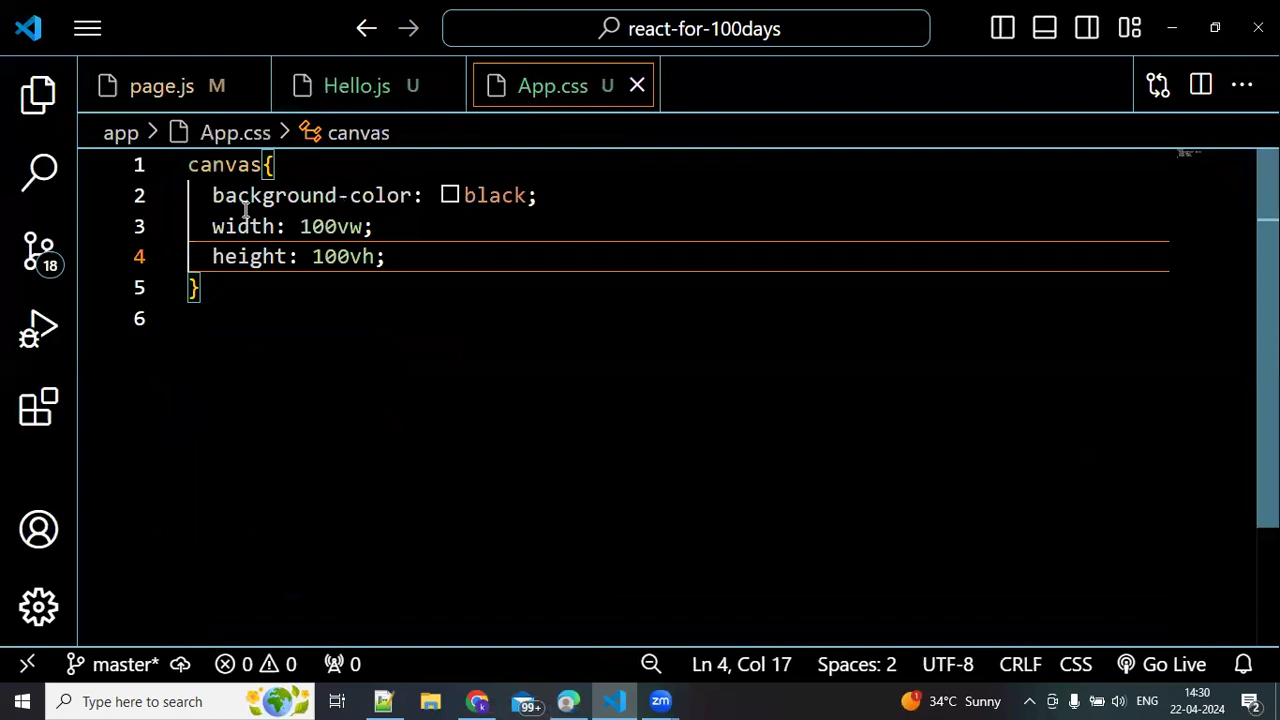 react-for-100days
page.js M Hello.js U App.css U
app > App.css > canvas
1 canvas{
2 background-color: black;
3 width: 100vw;
4 height: 100vh;
5 }
6
18
master* 0 0 0 Ln 4, Col 17 Spaces: 2 UTF-8 CRLF CSS Go Live
Type here to search 99+ zm 34°C Sunny ENG 14:30
22-04-2024 2